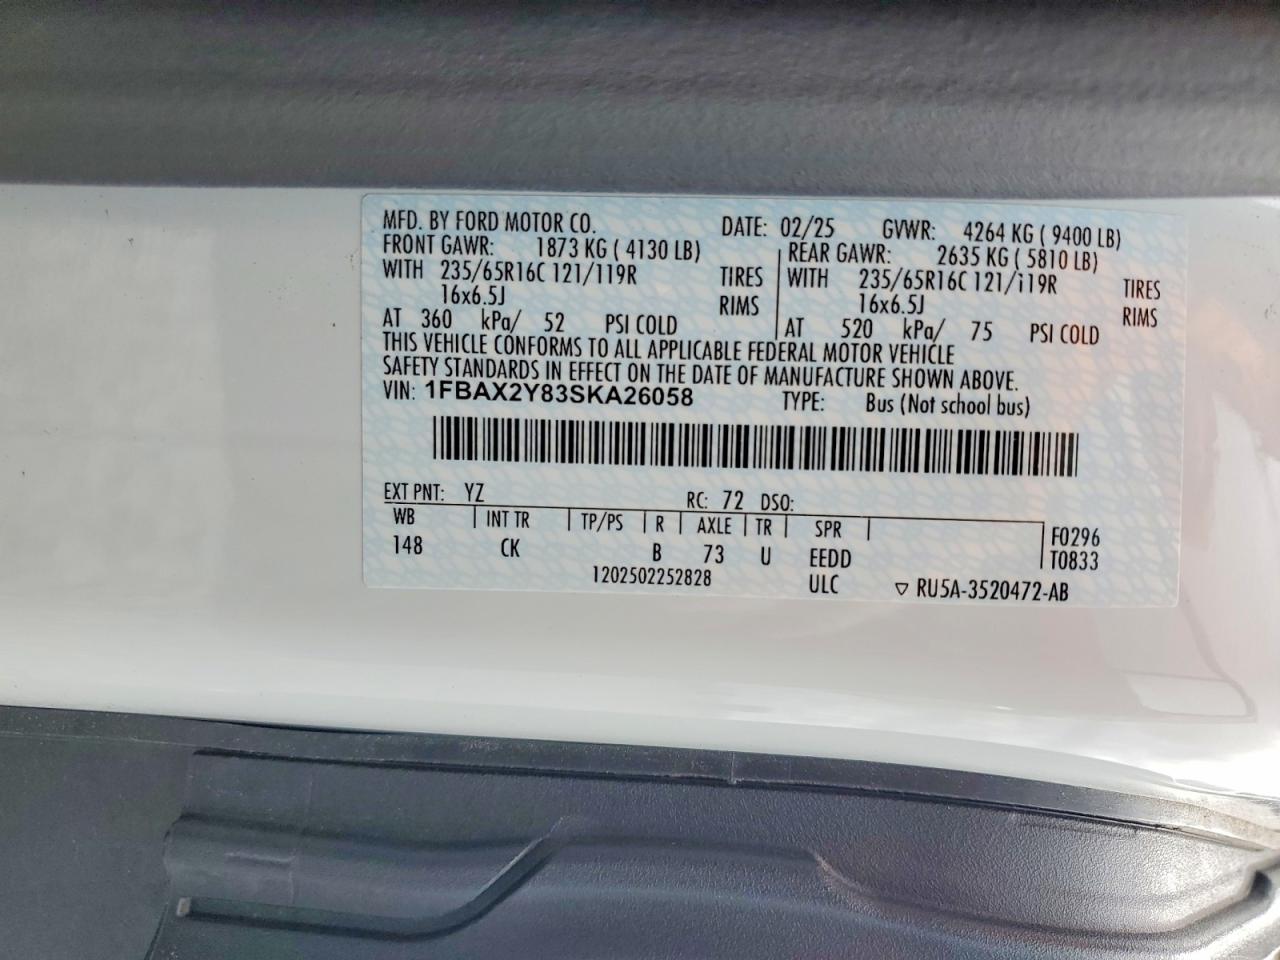 MFD. BY FORD MOTOR CO. DATE: 02/25 GVWR: 4264 KG ( 9400 LB)
FRONT GAWR: 1873 KG ( 4130 LB) REAR GAWR: 2635 KG ( 5810 LB)
WITH 235/65R16C 121/119R TIRES WITH 235/65R16C 121/119R TIRES
16x6.5J RIMS 16x6.5J RIMS
AT 360 kPa/ 52 PSI COLD AT 520 kPa/ 75 PSI COLD
THIS VEHICLE CONFORMS TO ALL APPLICABLE FEDERAL MOTOR VEHICLE
SAFETY STANDARDS IN EFFECT ON THE DATE OF MANUFACTURE SHOWN ABOVE.
VIN: 1FBAX2Y83SKA26058 TYPE: Bus (Not school bus)
EXT PNT: YZ RC: 72 DSO:
WB INT TR TP/PS R AXLE TR SPR F0296
148 CK B 73 U EEDD T0833
1202502252828 ULC ▽ RU5A-3520472-AB